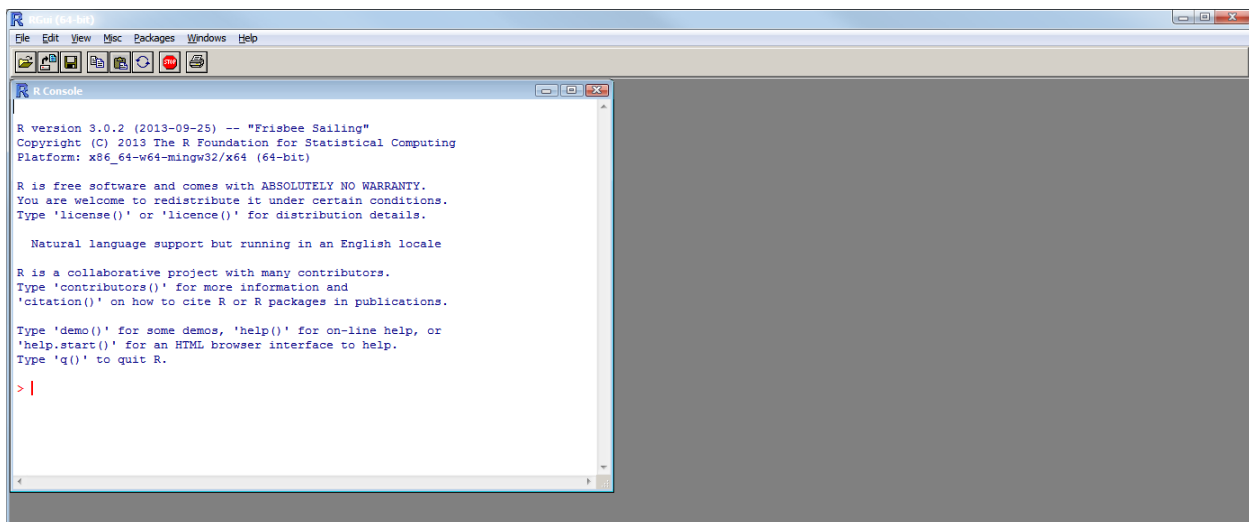 RGui (64-bit)
File Edit View Misc Packages Windows Help
STOP
R Console
R version 3.0.2 (2013-09-25) -- "Frisbee Sailing"
Copyright (C) 2013 The R Foundation for Statistical Computing
Platform: x86_64-w64-mingw32/x64 (64-bit)
R is free software and comes with ABSOLUTELY NO WARRANTY.
You are welcome to redistribute it under certain conditions.
Type 'license()' or 'licence()' for distribution details.
Natural language support but running in an English locale
R is a collaborative project with many contributors.
Type 'contributors()' for more information and
'citation()' on how to cite R or R packages in publications.
Type 'demo()' for some demos, 'help()' for on-line help, or
'help.start()' for an HTML browser interface to help.
Type 'q()' to quit R.
>